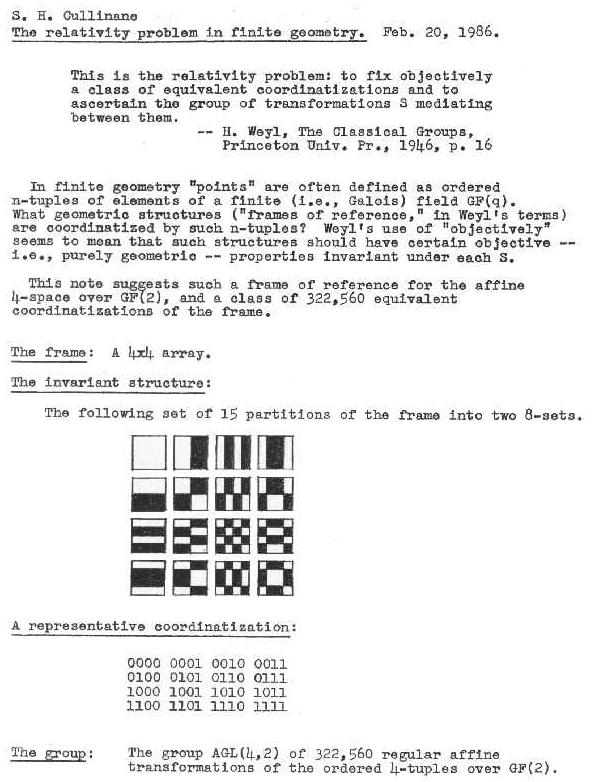 S. H. Cullinane
The relativity problem in finite geometry. Feb. 20, 1986.
This is the relativity problem: to fix objectively
a class of equivalent coordinatizations and to
ascertain the group of transformations S mediating
between them.
-- H. Weyl, The Classical Groups,
Princeton Univ. Pr., 1946, p. 16
In finite geometry "points" are often defined as ordered
n-tuples of elements of a finite (i.e., Galois) field GF(q).
What geometric structures ("frames of reference," in Weyl's terms)
are coordinatized by such n-tuples? Weyl's use of "objectively"
seems to mean that such structures should have certain objective --
i.e., purely geometric -- properties invariant under each S.
This note suggests such a frame of reference for the affine
4-space over GF(2), and a class of 322,560 equivalent
coordinatizations of the frame.
The frame: A 4x4 array.
The invariant structure:
The following set of 15 partitions of the frame into two 8-sets.
A representative coordinatization:
0000 0001 0010 0011
0100 0101 0110 0111
1000 1001 1010 1011
1100 1101 1110 1111
The group: The group AGL(4,2) of 322,560 regular affine
transformations of the ordered 4-tuples over GF(2).